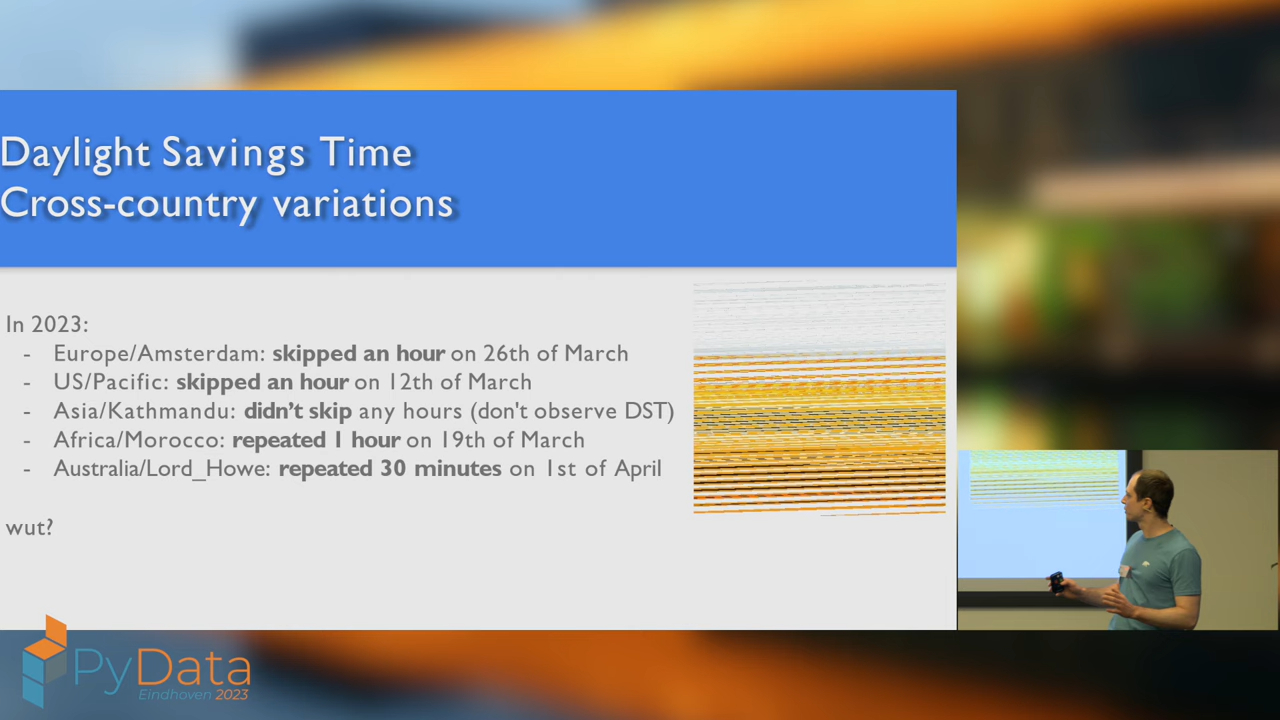 Daylight Savings Time
Cross-country variations
In 2023:
- Europe/Amsterdam: skipped an hour on 26th of March
- US/Pacific: skipped an hour on 12th of March
- Asia/Kathmandu: didn’t skip any hours (don't observe DST)
- Africa/Morocco: repeated 1 hour on 19th of March
- Australia/Lord_Howe: repeated 30 minutes on 1st of April
wut?
PyData
Eindhoven 2023